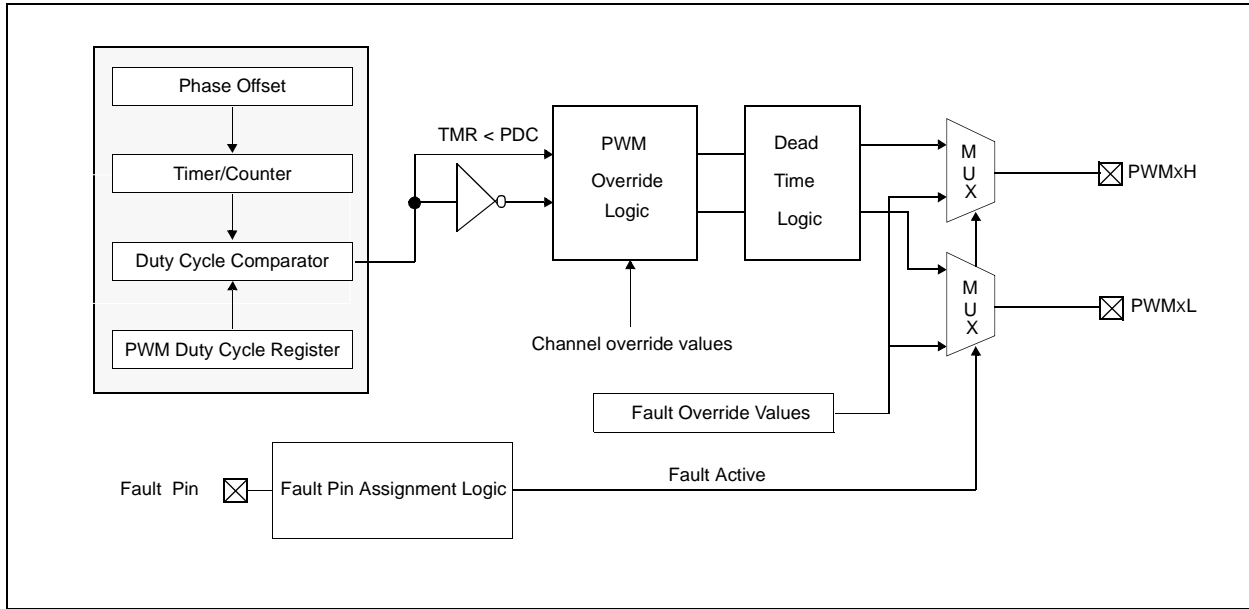 Phase Offset
Timer/Counter
Duty Cycle Comparator
PWM Duty Cycle Register
TMR < PDC
PWM
Override
Logic
Channel override values
Dead
Time
Logic
M
U
X
PWMxH
M
U
X
PWMxL
Fault Override Values
Fault Pin
Fault Pin Assignment Logic
Fault Active